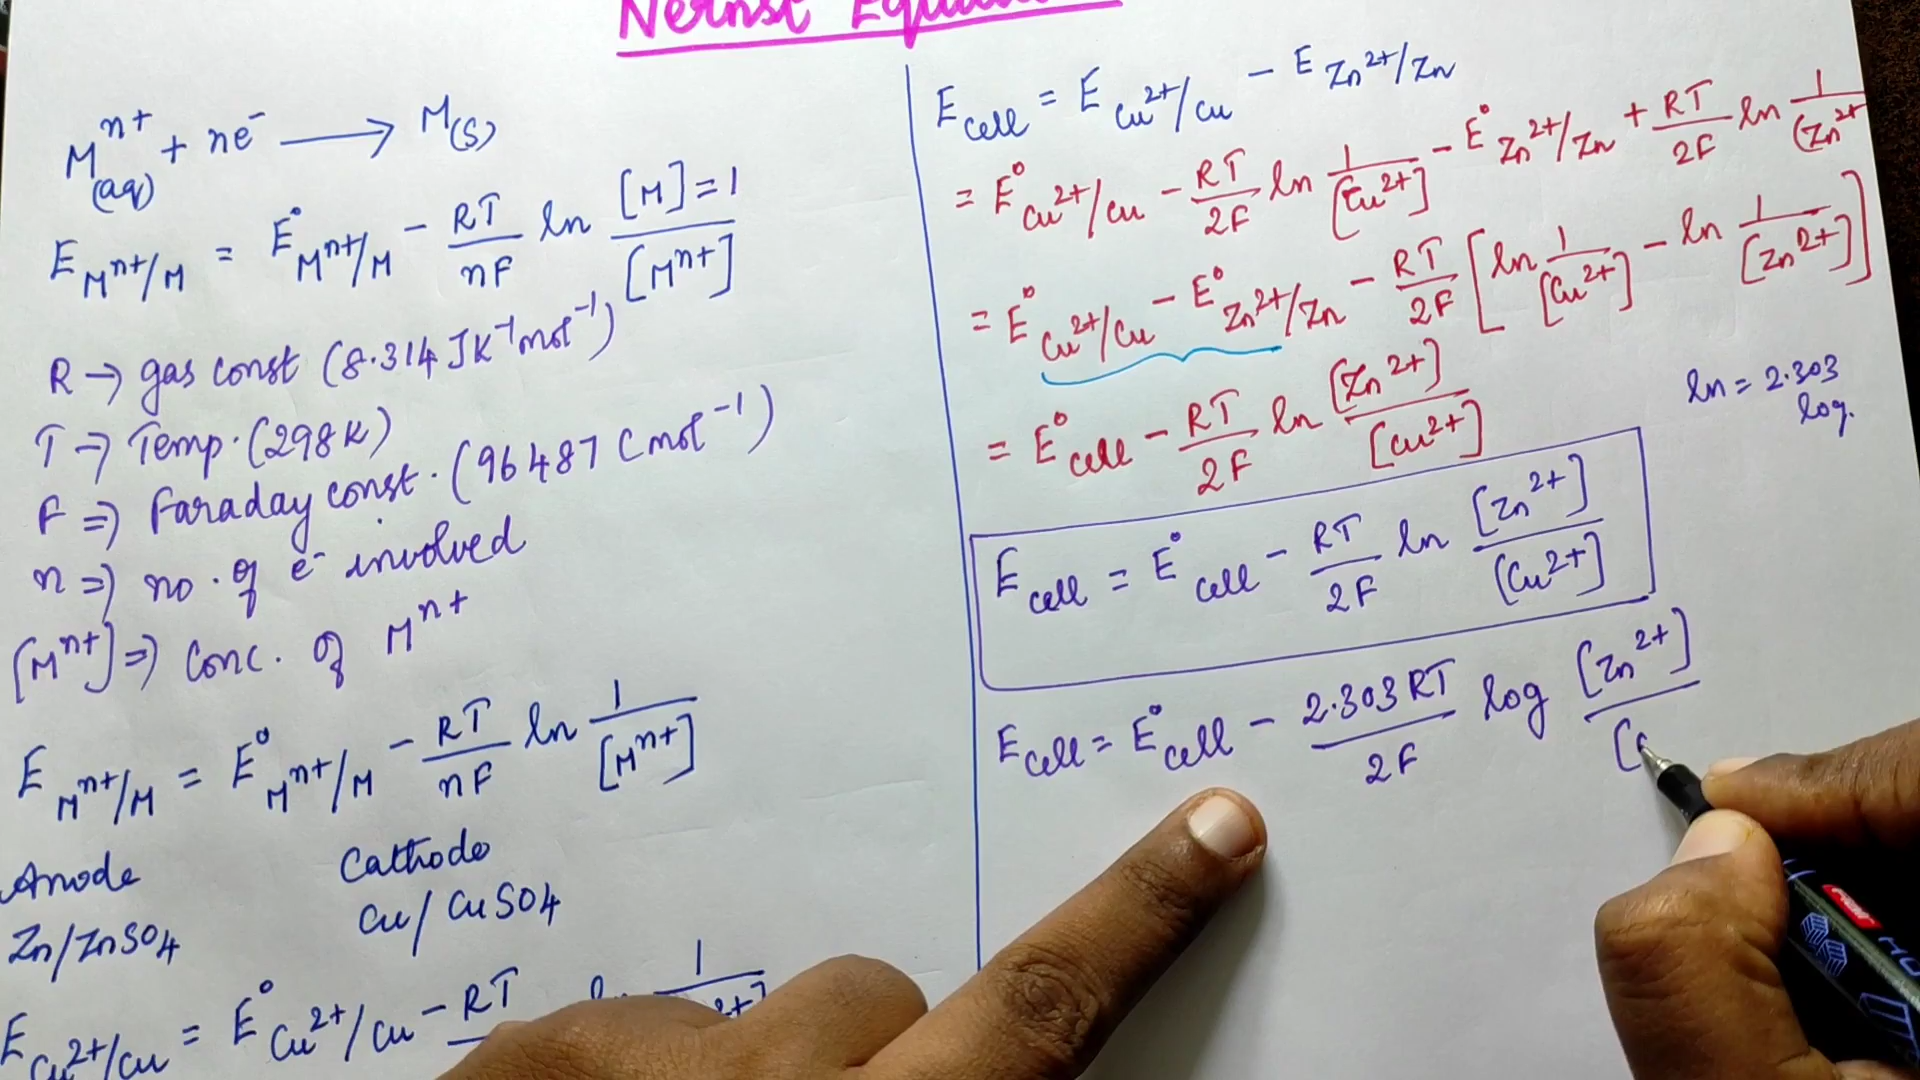 Nernst Equa
M^n+ (aq) + ne⁻ ⟶ M(s)
E M^n+/M = E° M^n+/M − RT/nF ln [M]=1/[M^n+]
R → gas const (8.314 JK⁻¹mol⁻¹)
T → Temp. (298K)
F ⇒ Faraday const. (96487 C mol⁻¹)
n ⇒ no. of e⁻ involved
[M^n+] ⇒ conc. of M^n+
E M^n+/M = E° M^n+/M − RT/nF ln 1/[M^n+]
Anode Cathode
Zn/ZnSO4 Cu/CuSO4
E Cu²⁺/Cu = E° Cu²⁺/Cu − RT 1
E cell = E Cu²⁺/Cu − E Zn²⁺/Zn
= E° Cu²⁺/Cu − RT/2F ln 1/[Cu²⁺] − E° Zn²⁺/Zn + RT/2F ln 1/(Zn²⁺
= E° Cu²⁺/Cu − E° Zn²⁺/Zn − RT/2F [ln 1/[Cu²⁺] − ln 1/[Zn²⁺]]
= E° cell − RT/2F ln [Zn²⁺]/[Cu²⁺]
ln = 2.303
log.
E cell = E° cell − RT/2F ln [Zn²⁺]/[Cu²⁺]
E cell = E° cell − 2.303 RT/2F log [Zn²⁺]/[